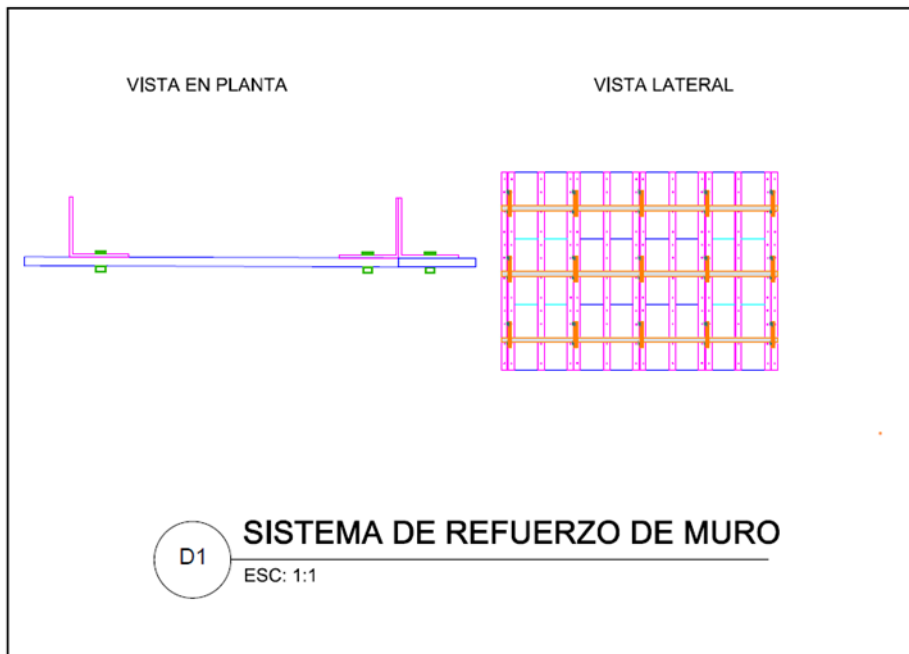 VISTA EN PLANTA
VISTA LATERAL
D1
SISTEMA DE REFUERZO DE MURO
ESC: 1:1